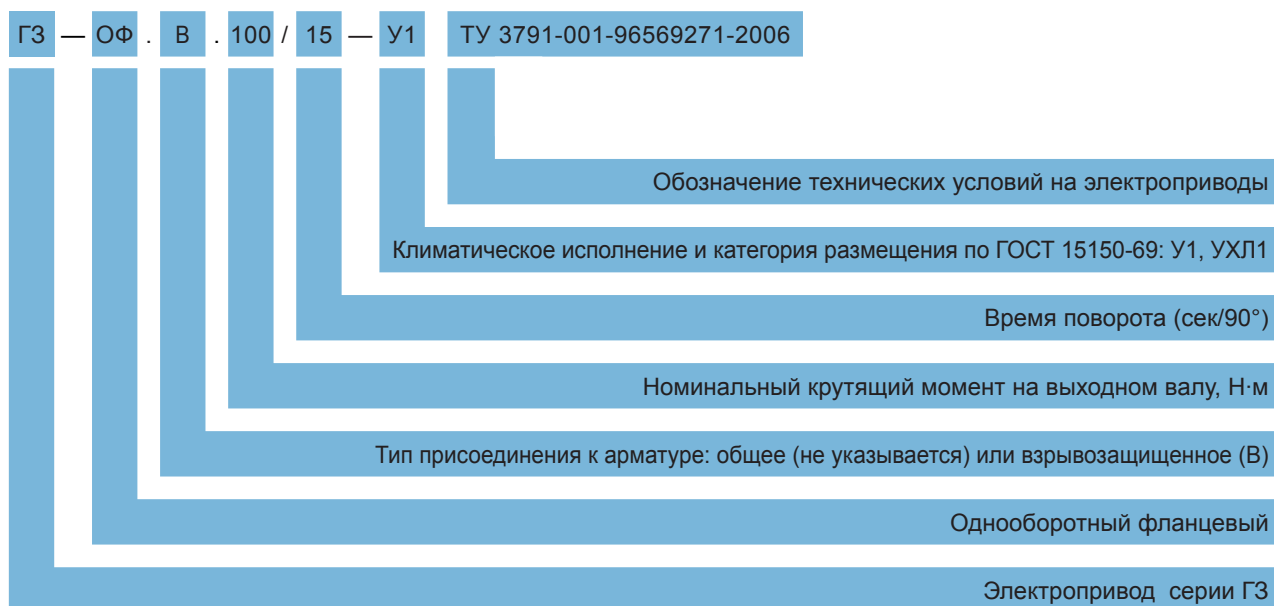 ГЗ — ОФ . В . 100 / 15 — У1 ТУ 3791-001-96569271-2006
Обозначение технических условий на электроприводы
Климатическое исполнение и категория размещения по ГОСТ 15150-69: У1, УХЛ1
Время поворота (сек/90°)
Номинальный крутящий момент на выходном валу, Н·м
Тип присоединения к арматуре: общее (не указывается) или взрывозащищенное (В)
Однооборотный фланцевый
Электропривод серии ГЗ